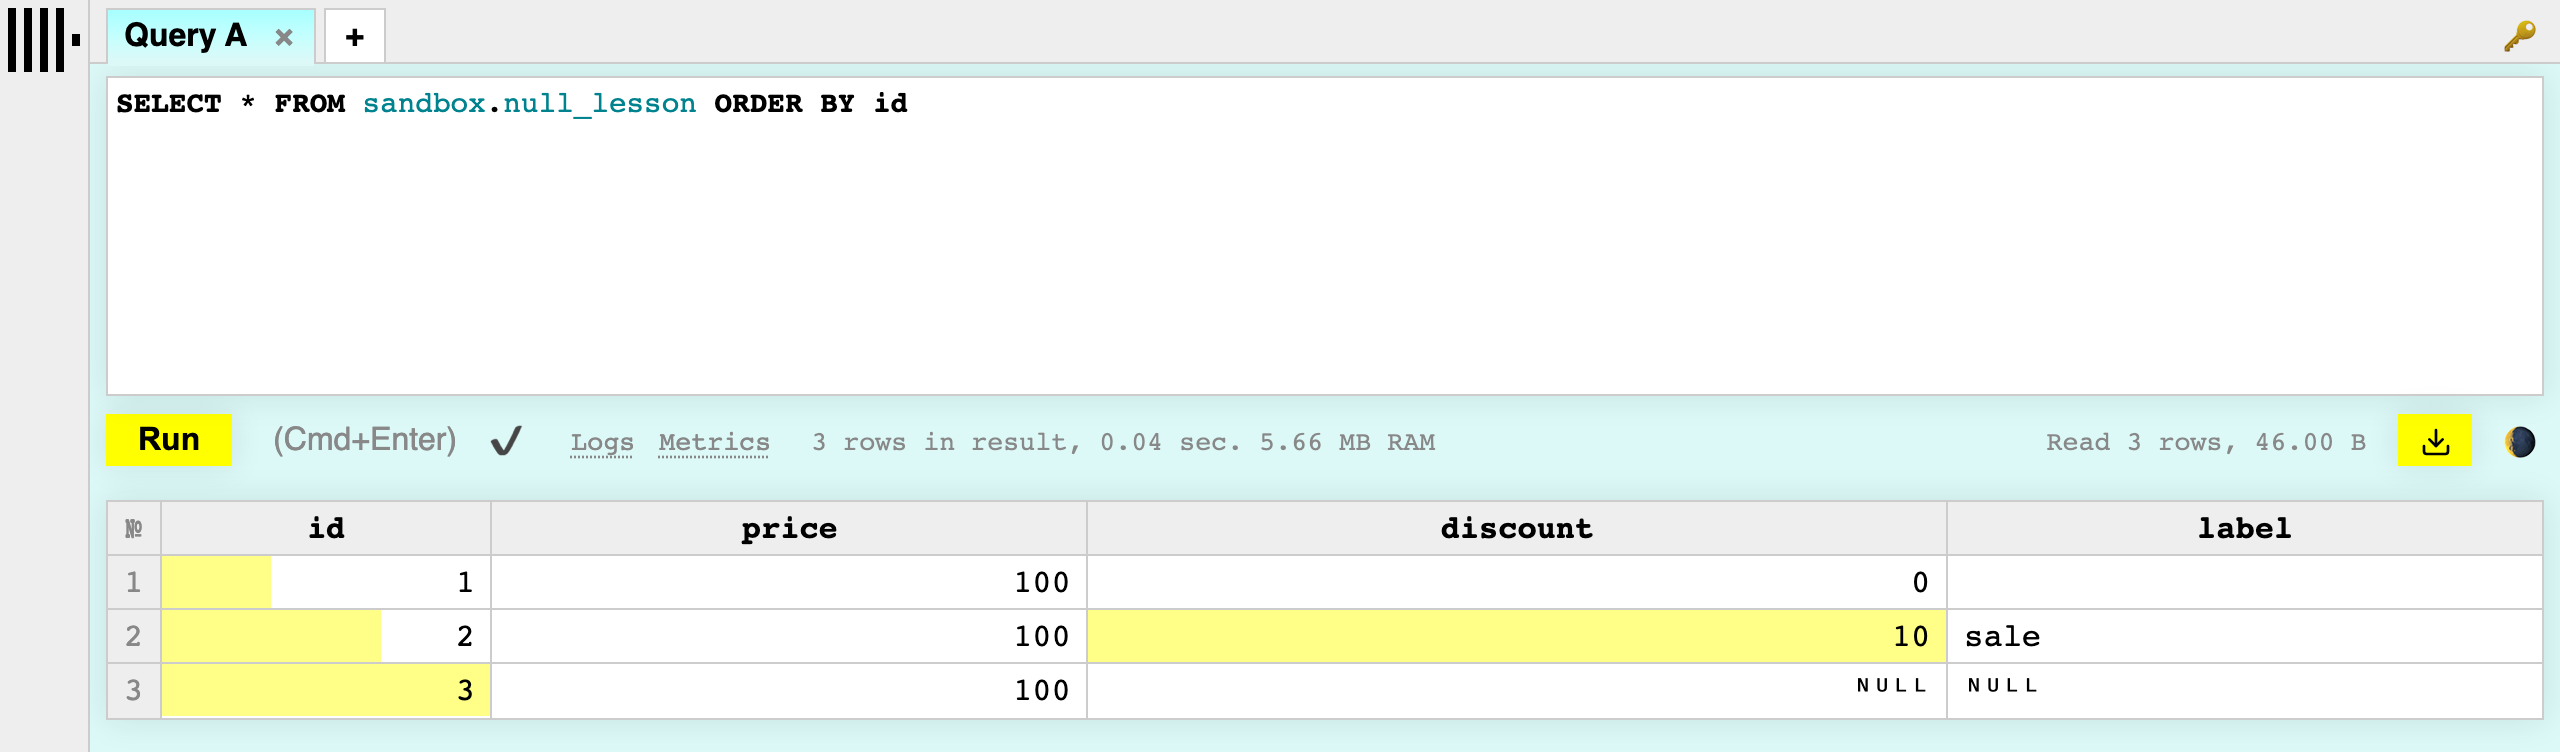 Query A × +
SELECT * FROM sandbox.null_lesson ORDER BY id
Run (Cmd+Enter) ✔ Logs Metrics 3 rows in result, 0.04 sec. 5.66 MB RAM Read 3 rows, 46.00 B
№ id price discount label
1 1 100 0
2 2 100 10 sale
3 3 100 NULL NULL